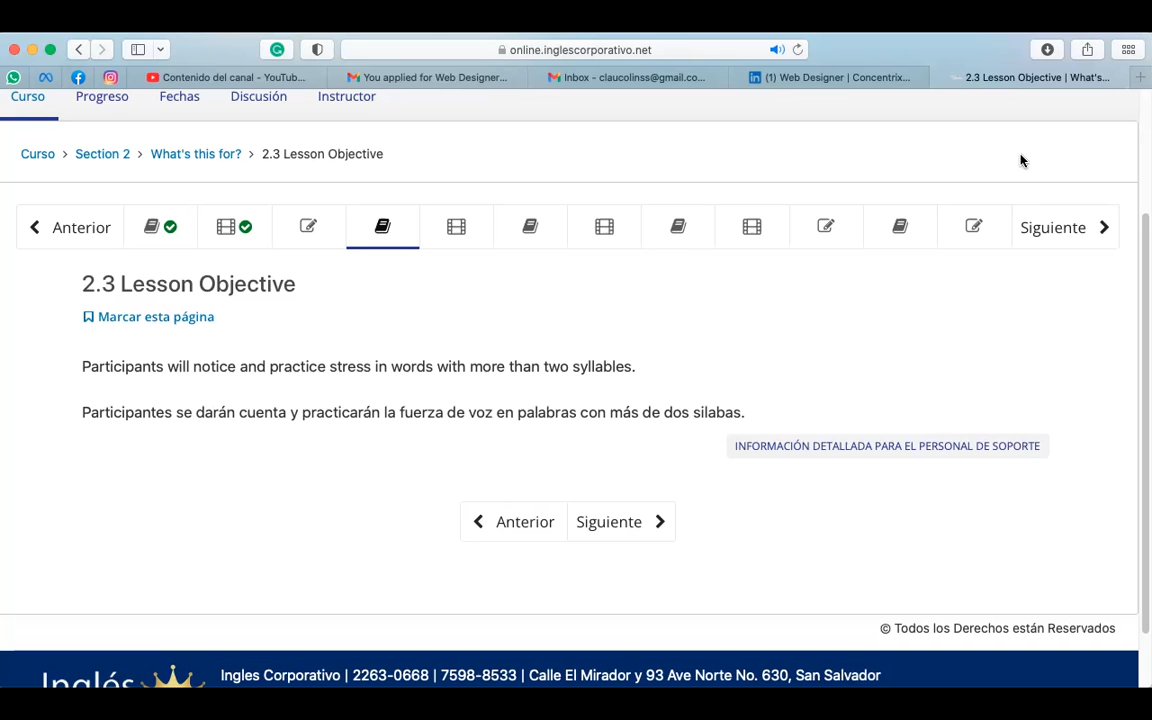 online.inglescorporativo.net
Contenido del canal - YouTub...
You applied for Web Designer...
Inbox - claucolinss@gmail.co...
(1) Web Designer | Concentrix...
2.3 Lesson Objective | What's...
Curso
Progreso
Fechas
Discusión
Instructor
Curso > Section 2 > What's this for? > 2.3 Lesson Objective
Anterior
Siguiente
2.3 Lesson Objective
Marcar esta página
Participants will notice and practice stress in words with more than two syllables.
Participantes se darán cuenta y practicarán la fuerza de voz en palabras con más de dos silabas.
INFORMACIÓN DETALLADA PARA EL PERSONAL DE SOPORTE
Anterior
Siguiente
© Todos los Derechos están Reservados
Inglés
Ingles Corporativo | 2263-0668 | 7598-8533 | Calle El Mirador y 93 Ave Norte No. 630, San Salvador